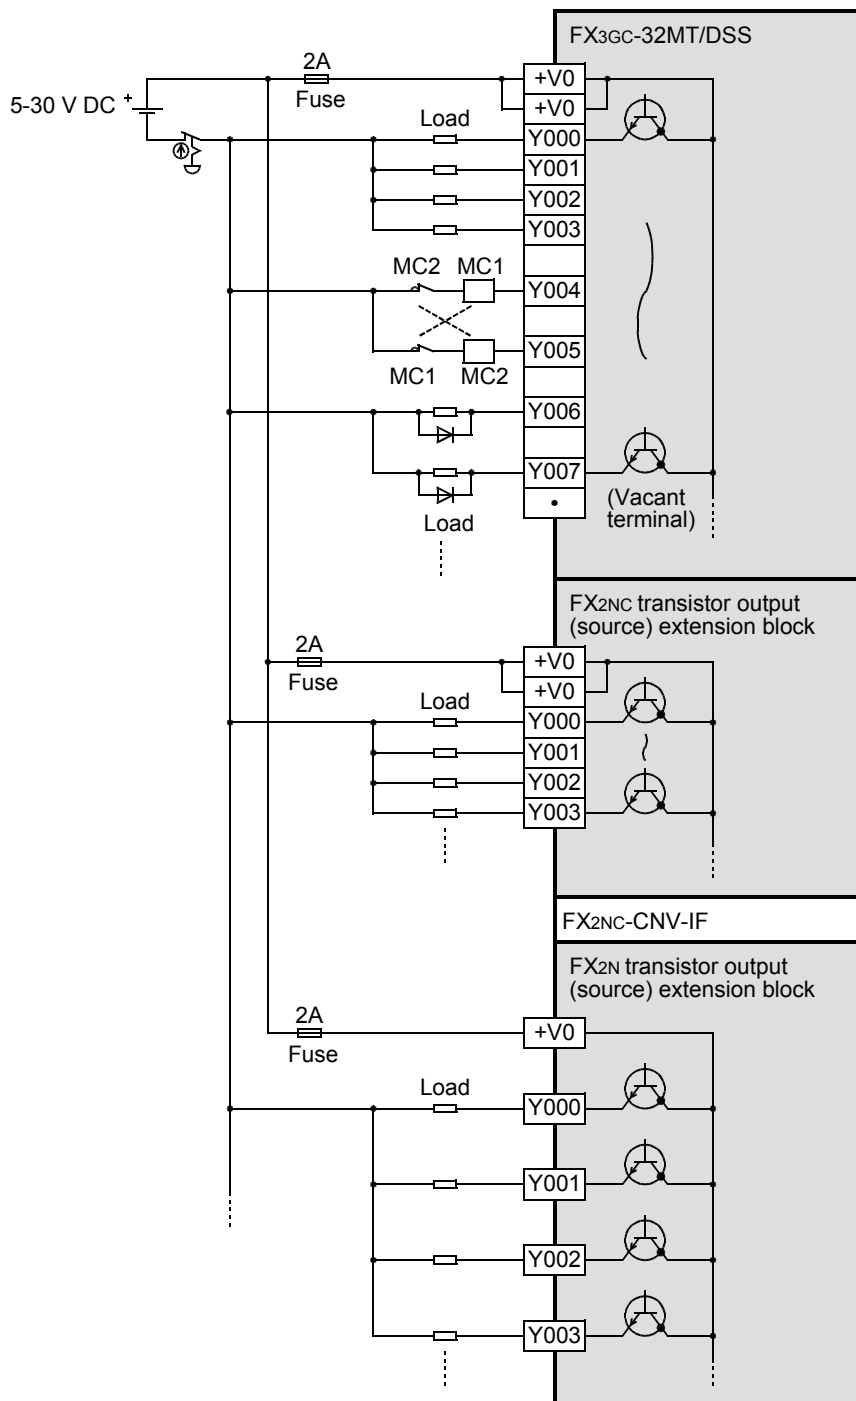 FX3GC-32MT/DSS
2A
Fuse
5-30 V DC +
+V0
+V0
Load
Y000
Y001
Y002
Y003
MC2 MC1
Y004
Y005
MC1 MC2
Y006
Y007
Load
(Vacant
terminal)
FX2NC transistor output
(source) extension block
2A
Fuse
+V0
+V0
Load
Y000
Y001
Y002
Y003
FX2NC-CNV-IF
FX2N transistor output
(source) extension block
2A
Fuse
+V0
Load
Y000
Y001
Y002
Y003